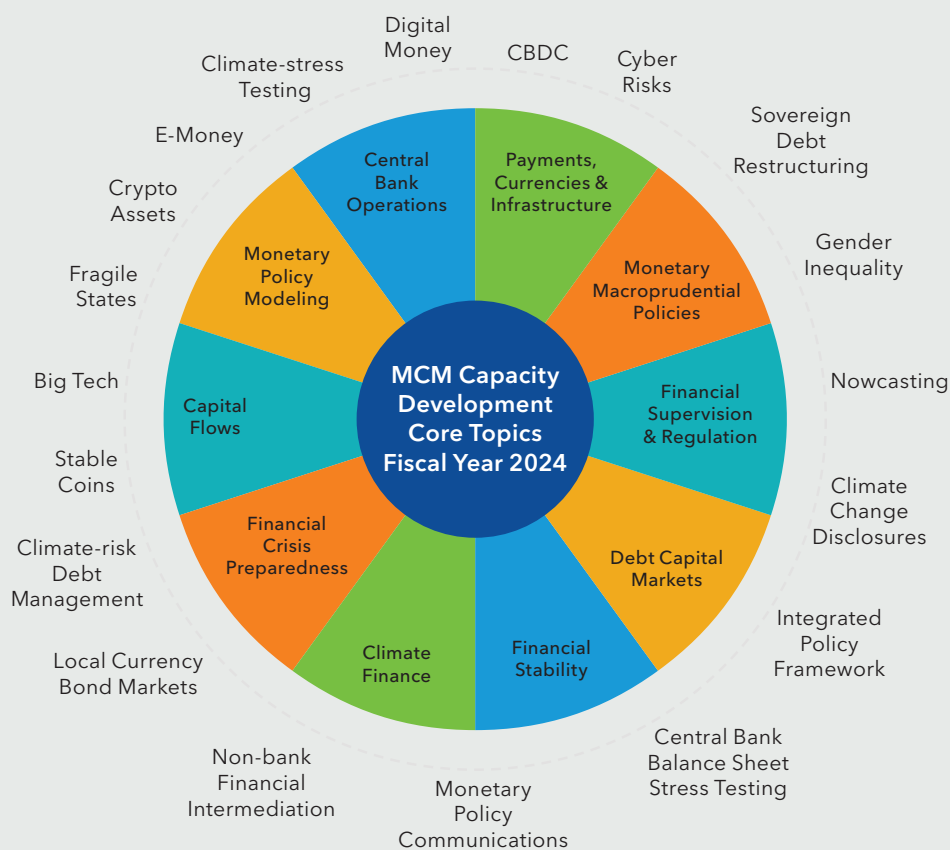 Digital
Money
CBDC
Cyber
Risks
Sovereign
Debt
Restructuring
Gender
Inequality
Nowcasting
Climate
Change
Disclosures
Integrated
Policy
Framework
Central Bank
Balance Sheet
Stress Testing
Monetary
Policy
Communications
Non-bank
Financial
Intermediation
Local Currency
Bond Markets
Climate-risk
Debt
Management
Stable
Coins
Big Tech
Fragile
States
Crypto
Assets
E-Money
Climate-stress
Testing
Central
Bank
Operations
Payments,
Currencies &
Infrastructure
Monetary
Macroprudential
Policies
Financial
Supervision
& Regulation
Debt Capital
Markets
Financial
Stability
Climate
Finance
Financial
Crisis
Preparedness
Capital
Flows
Monetary
Policy
Modeling
MCM Capacity
Development
Core Topics
Fiscal Year 2024